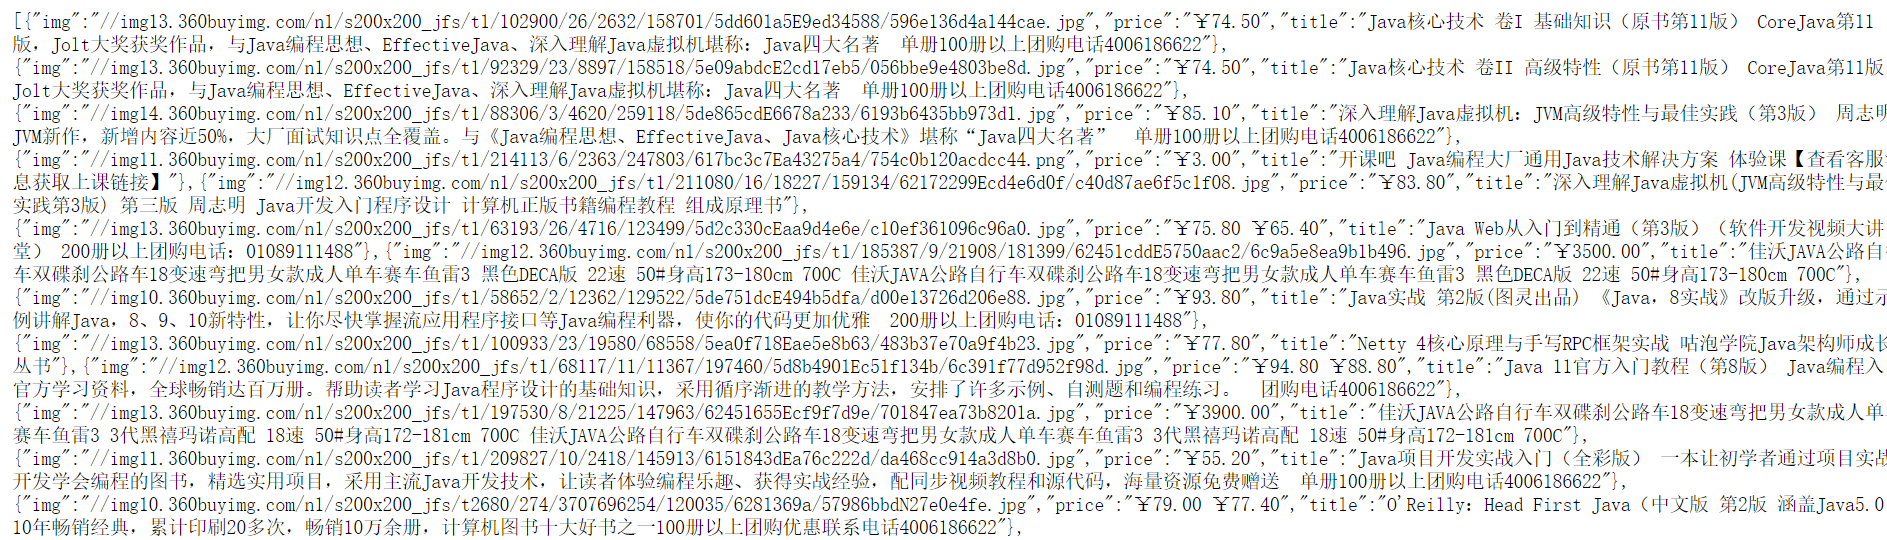 [{"img":"//img13.360buyimg.com/n1/s200x200_jfs/t1/102900/26/2632/158701/5dd601a5E9ed34588/596e136d4a144cae.jpg","price":"￥74.50","title":"Java核心技术 卷I 基础知识（原书第11版） CoreJava第11
版，Jolt大奖获奖作品，与Java编程思想、EffectiveJava、深入理解Java虚拟机堪称：Java四大名著　单册100册以上团购电话4006186622"},
{"img":"//img13.360buyimg.com/n1/s200x200_jfs/t1/92329/23/8897/158518/5e09abdcE2cd17eb5/056bbe9e4803be8d.jpg","price":"￥74.50","title":"Java核心技术 卷II 高级特性（原书第11版） CoreJava第11版
Jolt大奖获奖作品，与Java编程思想、EffectiveJava、深入理解Java虚拟机堪称：Java四大名著　单册100册以上团购电话4006186622"},
{"img":"//img14.360buyimg.com/n1/s200x200_jfs/t1/88306/3/4620/259118/5de865cdE6678a233/6193b6435bb973d1.jpg","price":"￥85.10","title":"深入理解Java虚拟机：JVM高级特性与最佳实践（第3版） 周志明
JVM新作，新增内容近50%，大厂面试知识点全覆盖。与《Java编程思想、EffectiveJava、Java核心技术》堪称“Java四大名著”　单册100册以上团购电话4006186622"},
{"img":"//img11.360buyimg.com/n1/s200x200_jfs/t1/214113/6/2363/247803/617bc3c7Ea43275a4/754c0b120acdcc44.png","price":"￥3.00","title":"开课吧 Java编程大厂通用Java技术解决方案 体验课【查看客服
息获取上课链接】"},{"img":"//img12.360buyimg.com/n1/s200x200_jfs/t1/211080/16/18227/159134/62172299Ecd4e6d0f/c40d87ae6f5c1f08.jpg","price":"￥83.80","title":"深入理解Java虚拟机(JVM高级特性与最佳
实践第3版) 第三版 周志明 Java开发入门程序设计 计算机正版书籍编程教程 组成原理书"},
{"img":"//img13.360buyimg.com/n1/s200x200_jfs/t1/63193/26/4716/123499/5d2c330cEaa9d4e6e/c10ef361096c96a0.jpg","price":"￥75.80 ￥65.40","title":"Java Web从入门到精通（第3版）（软件开发视频大讲
堂） 200册以上团购电话：01089111488"},{"img":"//img12.360buyimg.com/n1/s200x200_jfs/t1/185387/9/21908/181399/62451cddE5750aac2/6c9a5e8ea9b1b496.jpg","price":"￥3500.00","title":"佳沃JAVA公路自行
车双碟刹公路车18变速弯把男女款成人单车赛车鱼雷3 黑色DECA版 22速 50#身高173-180cm 700C 佳沃JAVA公路自行车双碟刹公路车18变速弯把男女款成人单车赛车鱼雷3 黑色DECA版 22速 50#身高173-180cm 700C"},
{"img":"//img10.360buyimg.com/n1/s200x200_jfs/t1/58652/2/12362/129522/5de751dcE494b5dfa/d00e13726d206e88.jpg","price":"￥93.80","title":"Java实战 第2版(图灵出品) 《Java，8实战》改版升级，通过示
例讲解Java，8、9、10新特性，让你尽快掌握流应用程序接口等Java编程利器，使你的代码更加优雅　200册以上团购电话：01089111488"},
{"img":"//img13.360buyimg.com/n1/s200x200_jfs/t1/100933/23/19580/68558/5ea0f718Eae5e8b63/483b37e70a9f4b23.jpg","price":"￥77.80","title":"Netty 4核心原理与手写RPC框架实战 咕泡学院Java架构师成长
丛书"},{"img":"//img12.360buyimg.com/n1/s200x200_jfs/t1/68117/11/11367/197460/5d8b4901Ec51f134b/6c391f77d952f98d.jpg","price":"￥94.80 ￥88.80","title":"Java 11官方入门教程（第8版） Java编程入
官方学习资料，全球畅销达百万册。帮助读者学习Java程序设计的基础知识，采用循序渐进的教学方法，安排了许多示例、自测题和编程练习。　团购电话4006186622"},
{"img":"//img13.360buyimg.com/n1/s200x200_jfs/t1/197530/8/21225/147963/62451655Ecf9f7d9e/701847ea73b8201a.jpg","price":"￥3900.00","title":"佳沃JAVA公路自行车双碟刹公路车18变速弯把男女款成人单
赛车鱼雷3 3代黑禧玛诺高配 18速 50#身高172-181cm 700C 佳沃JAVA公路自行车双碟刹公路车18变速弯把男女款成人单车赛车鱼雷3 3代黑禧玛诺高配 18速 50#身高172-181cm 700C"},
{"img":"//img11.360buyimg.com/n1/s200x200_jfs/t1/209827/10/2418/145913/6151843dEa76c222d/da468cc914a3d8b0.jpg","price":"￥55.20","title":"Java项目开发实战入门（全彩版） 一本让初学者通过项目实战
开发学会编程的图书，精选实用项目，采用主流Java开发技术，让读者体验编程乐趣、获得实战经验，配同步视频教程和源代码，海量资源免费赠送　单册100册以上团购电话4006186622"},
{"img":"//img10.360buyimg.com/n1/s200x200_jfs/t2680/274/3707696254/120035/6281369a/57986bbdN27e0e4fe.jpg","price":"￥79.00 ￥77.40","title":"O'Reilly：Head First Java（中文版 第2版 涵盖Java5.0
10年畅销经典，累计印刷20多次，畅销10万余册，计算机图书十大好书之一100册以上团购优惠联系电话4006186622"},